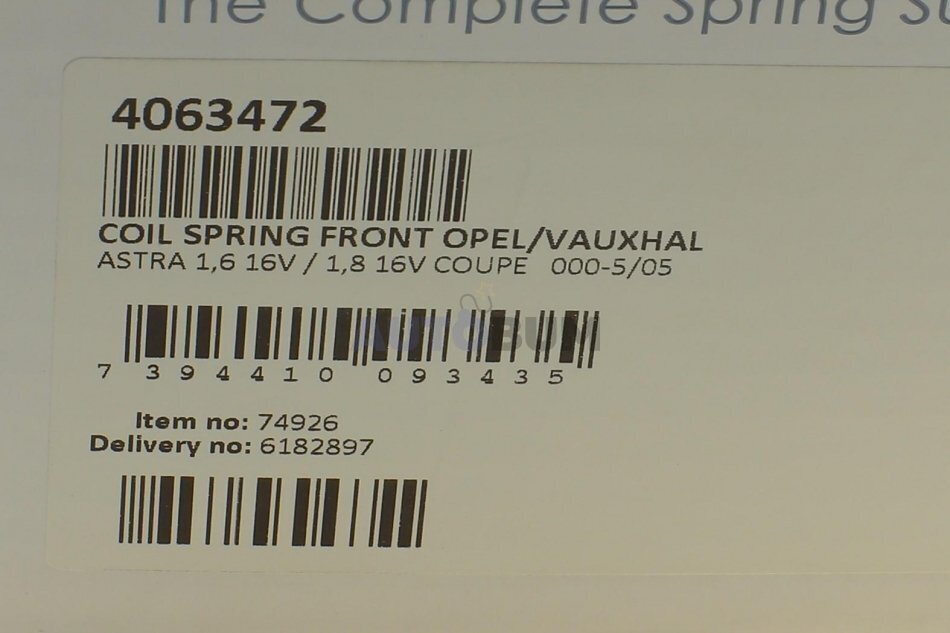 The Complete Spring
4063472
COIL SPRING FRONT OPEL/VAUXHAL
ASTRA 1,6 16V / 1,8 16V COUPE 000-5/05
AUTOBUM
7 394410 093435
Item no: 74926
Delivery no: 6182897